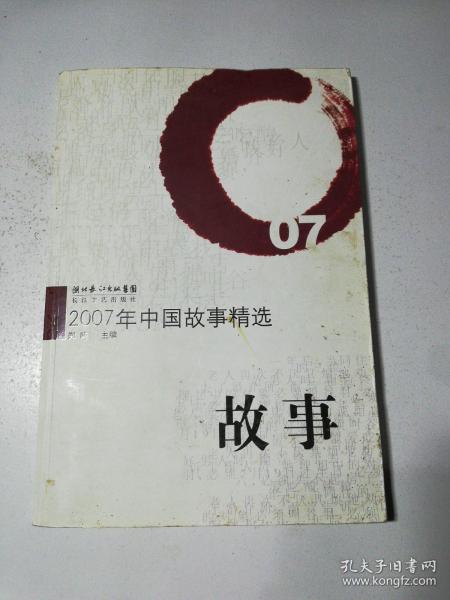 07
湖北长江出版集团
长江文艺出版社
2007年中国故事精选
主编
故事
孔夫子旧书网
www.kongfz.com